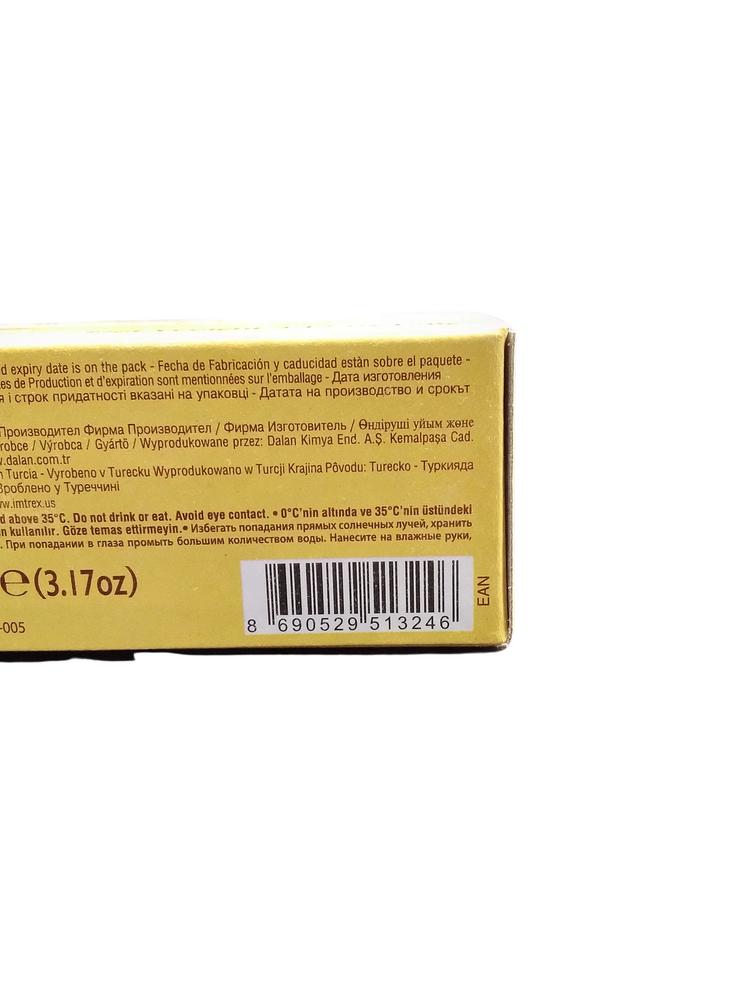 d expiry date is on the pack - Fecha de Fabricación y caducidad estàn sobre el paquete -
es de Production et d'expiration sont mentionnées sur l'emballage - Дата изготовления
я і строк придатності вказані на упаковці - Датата на производство и срокът
Производител Фирма Производител / Фирма Изготовитель / Өндіруші ұйым және
robce / Výrobca / Gyártō / Wyprodukowane przez: Dalan Kimya End. A.Ş. Kemalpaşa Cad.
.dalan.com.tr
n Turcia - Vyrobeno v Turecku Wyprodukowano w Turcji Krajina Pôvodu: Turecko - Туркияда
Зроблено у Туреччині
w.imtrex.us
d above 35°C. Do not drink or eat. Avoid eye contact. • 0°C'nin altında ve 35°C'nin üstündeki
n kullanılır. Göze temas ettirmeyin.• Избегать попадания прямых солнечных лучей, хранить
. При попадании в глаза промыть большим количеством воды. Нанесите на влажные руки,
℮(3.17oz)
-005
8 690529 513246
EAN